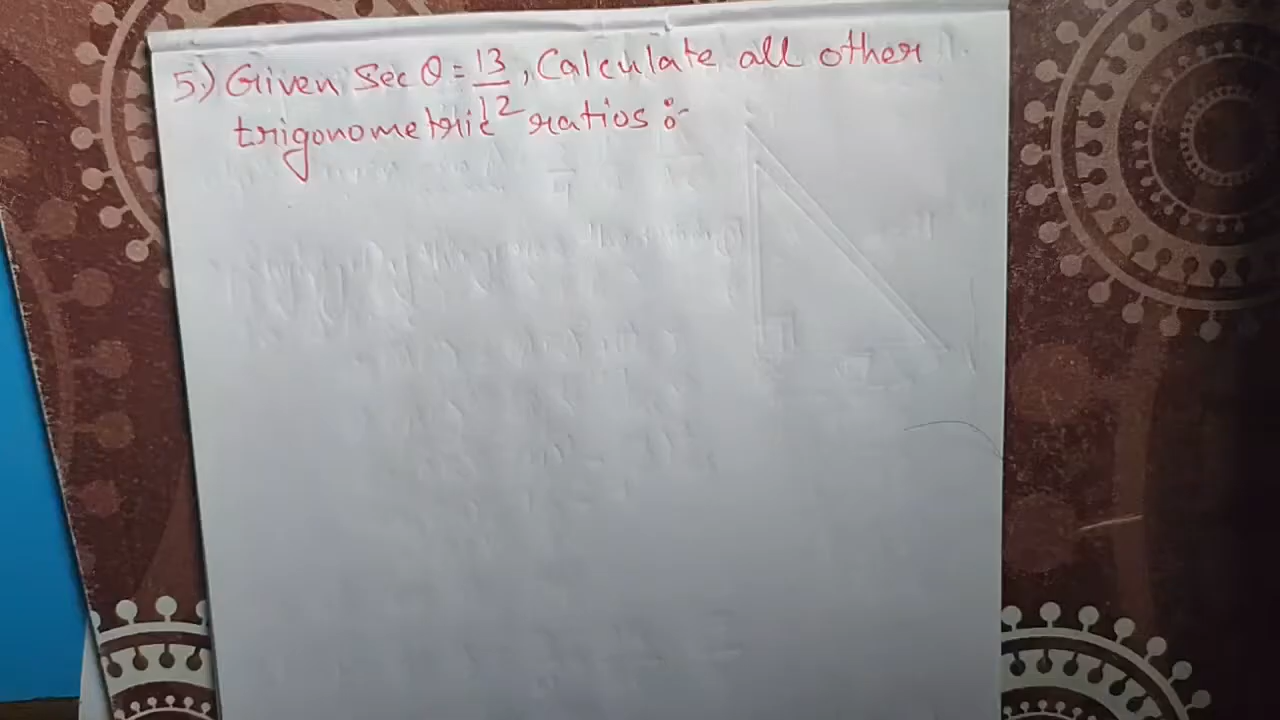 5.) Given Sec θ = 13/12, Calculate all other
trigonometric ratios :-